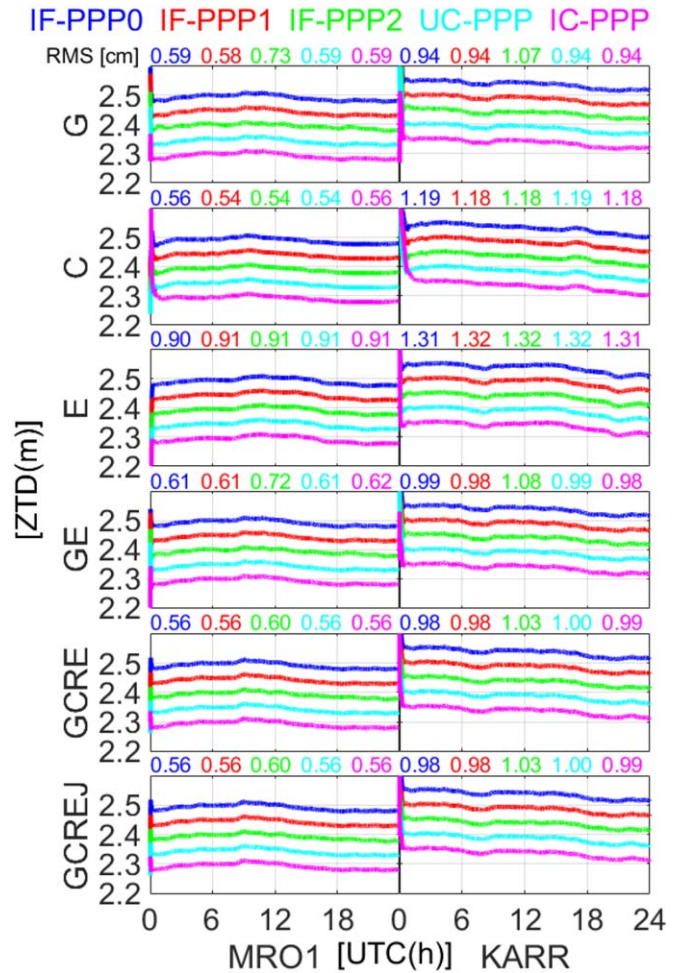 IF-PPP0 IF-PPP1 IF-PPP2 UC-PPP IC-PPP
RMS [cm] 0.59 0.58 0.73 0.59 0.59 0.94 0.94 1.07 0.94 0.94
G
2.5
2.4
2.3
2.2
0.56 0.54 0.54 0.54 0.56 1.19 1.18 1.18 1.19 1.18
C
2.5
2.4
2.3
2.2
0.90 0.91 0.91 0.91 0.91 1.31 1.32 1.32 1.32 1.31
E
2.5
2.4
2.3
2.2
[ZTD(m)]
0.61 0.61 0.72 0.61 0.62 0.99 0.98 1.08 0.99 0.98
GE
2.5
2.4
2.3
2.2
0.56 0.56 0.60 0.56 0.56 0.98 0.98 1.03 1.00 0.99
GCRE
2.5
2.4
2.3
2.2
0.56 0.56 0.60 0.56 0.56 0.98 0.98 1.03 1.00 0.99
GCREJ
2.5
2.4
2.3
2.2
0 6 12 18 0 6 12 18 24
MRO1 [UTC(h)] KARR